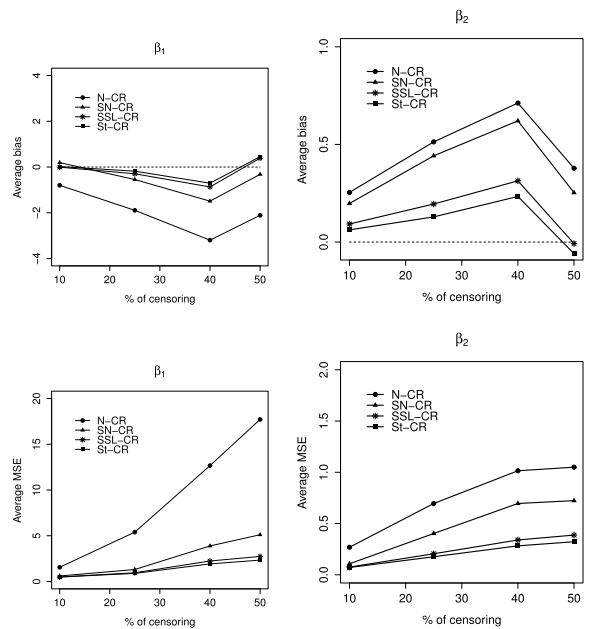 β1
Average bias
4
2
0
−2
−4
N−CR
SN−CR
SSL−CR
St−CR
10 20 30 40 50
% of censoring
β2
Average bias
1.0
0.5
0.0
N−CR
SN−CR
SSL−CR
St−CR
10 20 30 40 50
% of censoring
β1
Average MSE
20
15
10
5
0
N−CR
SN−CR
SSL−CR
St−CR
10 20 30 40 50
% of censoring
β2
Average MSE
2.0
1.5
1.0
0.5
0.0
N−CR
SN−CR
SSL−CR
St−CR
10 20 30 40 50
% of censoring